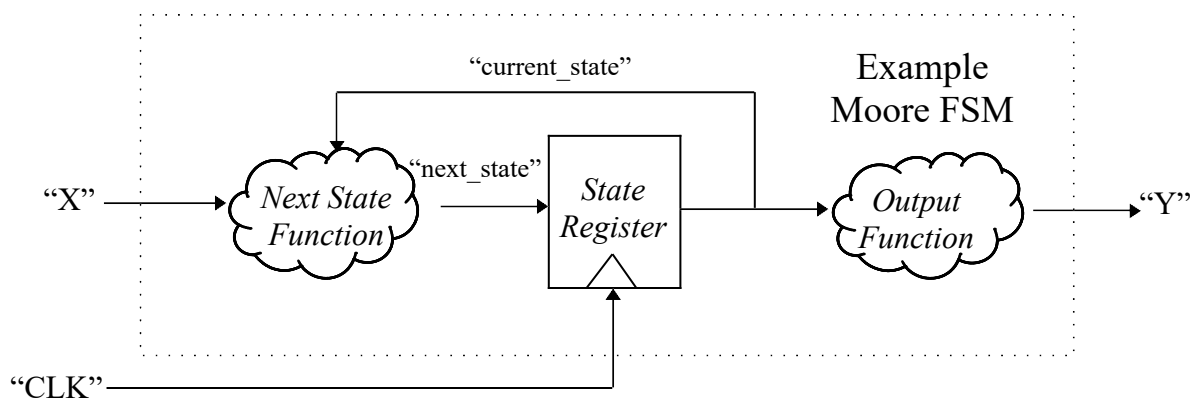 “current_state”
Example
Moore FSM
“next_state”
“X”
Next State
Function
State
Register
Output
Function
“Y”
“CLK”